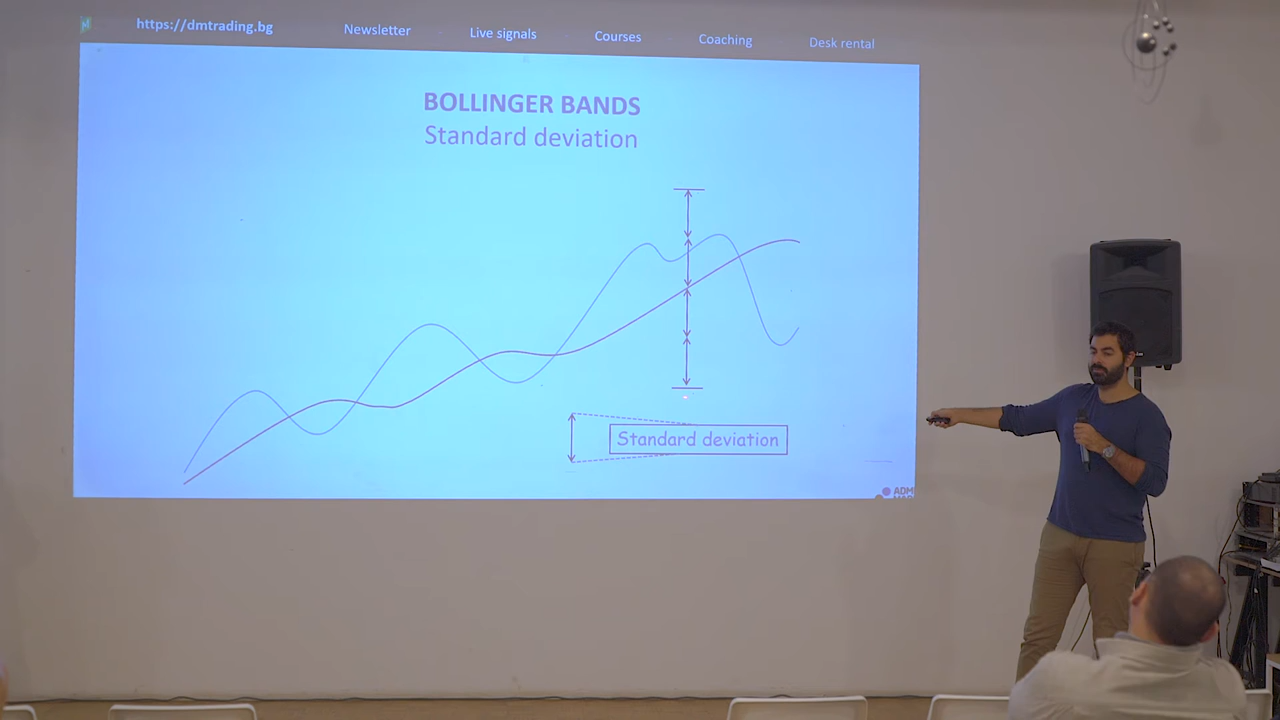 https://dmtrading.bg Newsletter Live signals Courses Coaching Desk rental
BOLLINGER BANDS
Standard deviation
Standard deviation